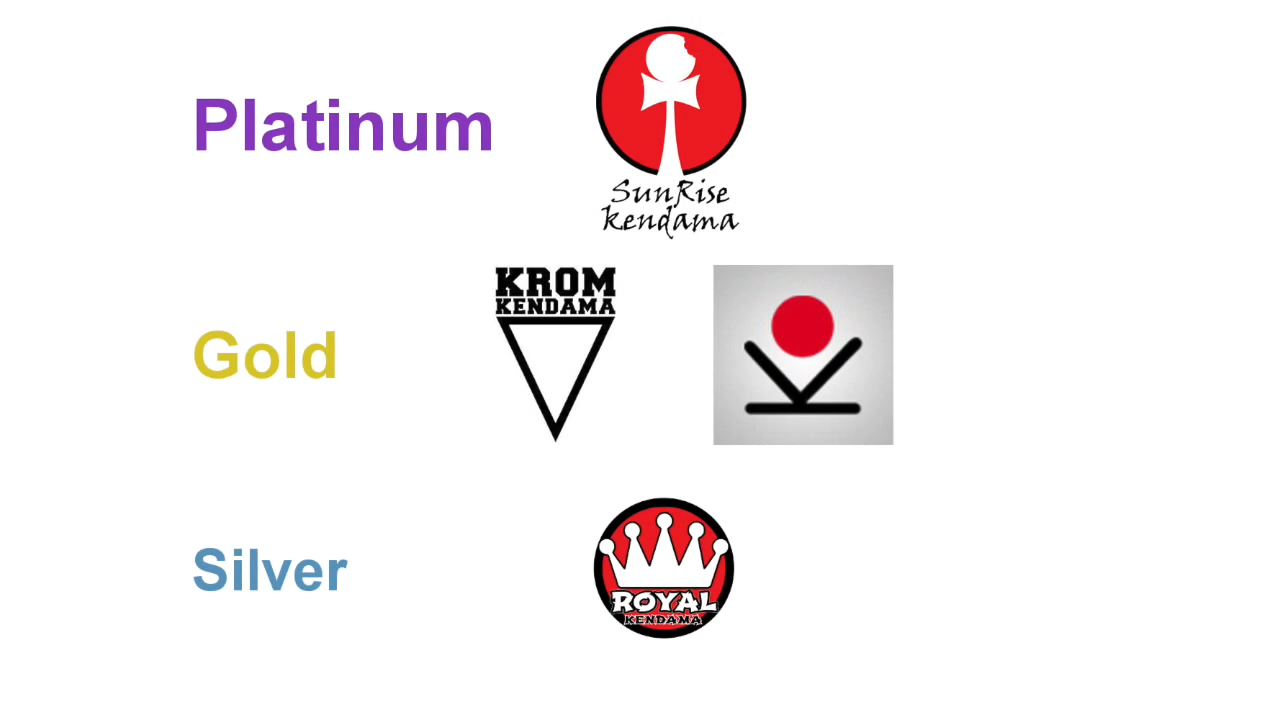 Platinum
SunRise
kendama
KROM
KENDAMA
Gold
Silver
ROYAL
KENDAMA